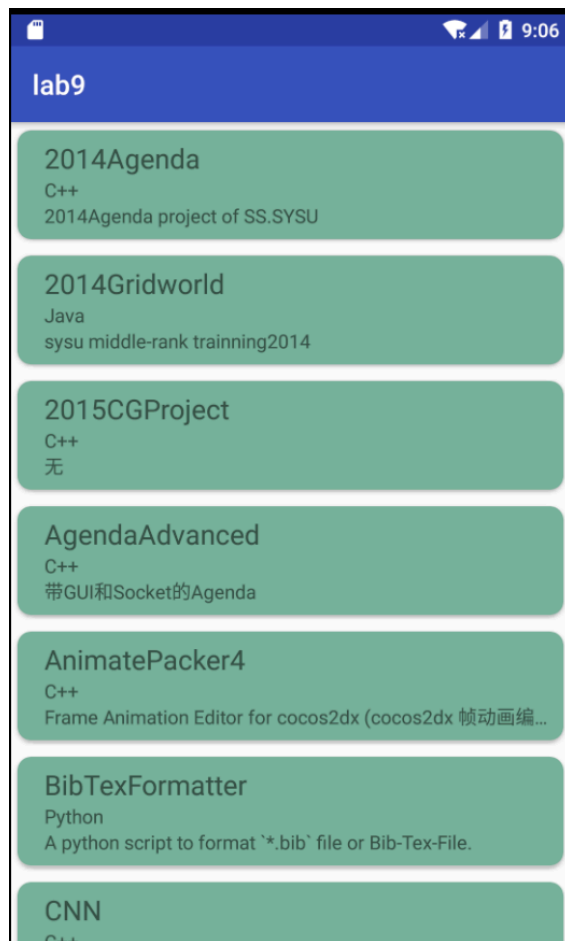 9:06
lab9
2014Agenda
C++
2014Agenda project of SS.SYSU
2014Gridworld
Java
sysu middle-rank trainning2014
2015CGProject
C++
无
AgendaAdvanced
C++
带GUI和Socket的Agenda
AnimatePacker4
C++
Frame Animation Editor for cocos2dx (cocos2dx 帧动画编...
BibTexFormatter
Python
A python script to format `*.bib` file or Bib-Tex-File.
CNN
C++